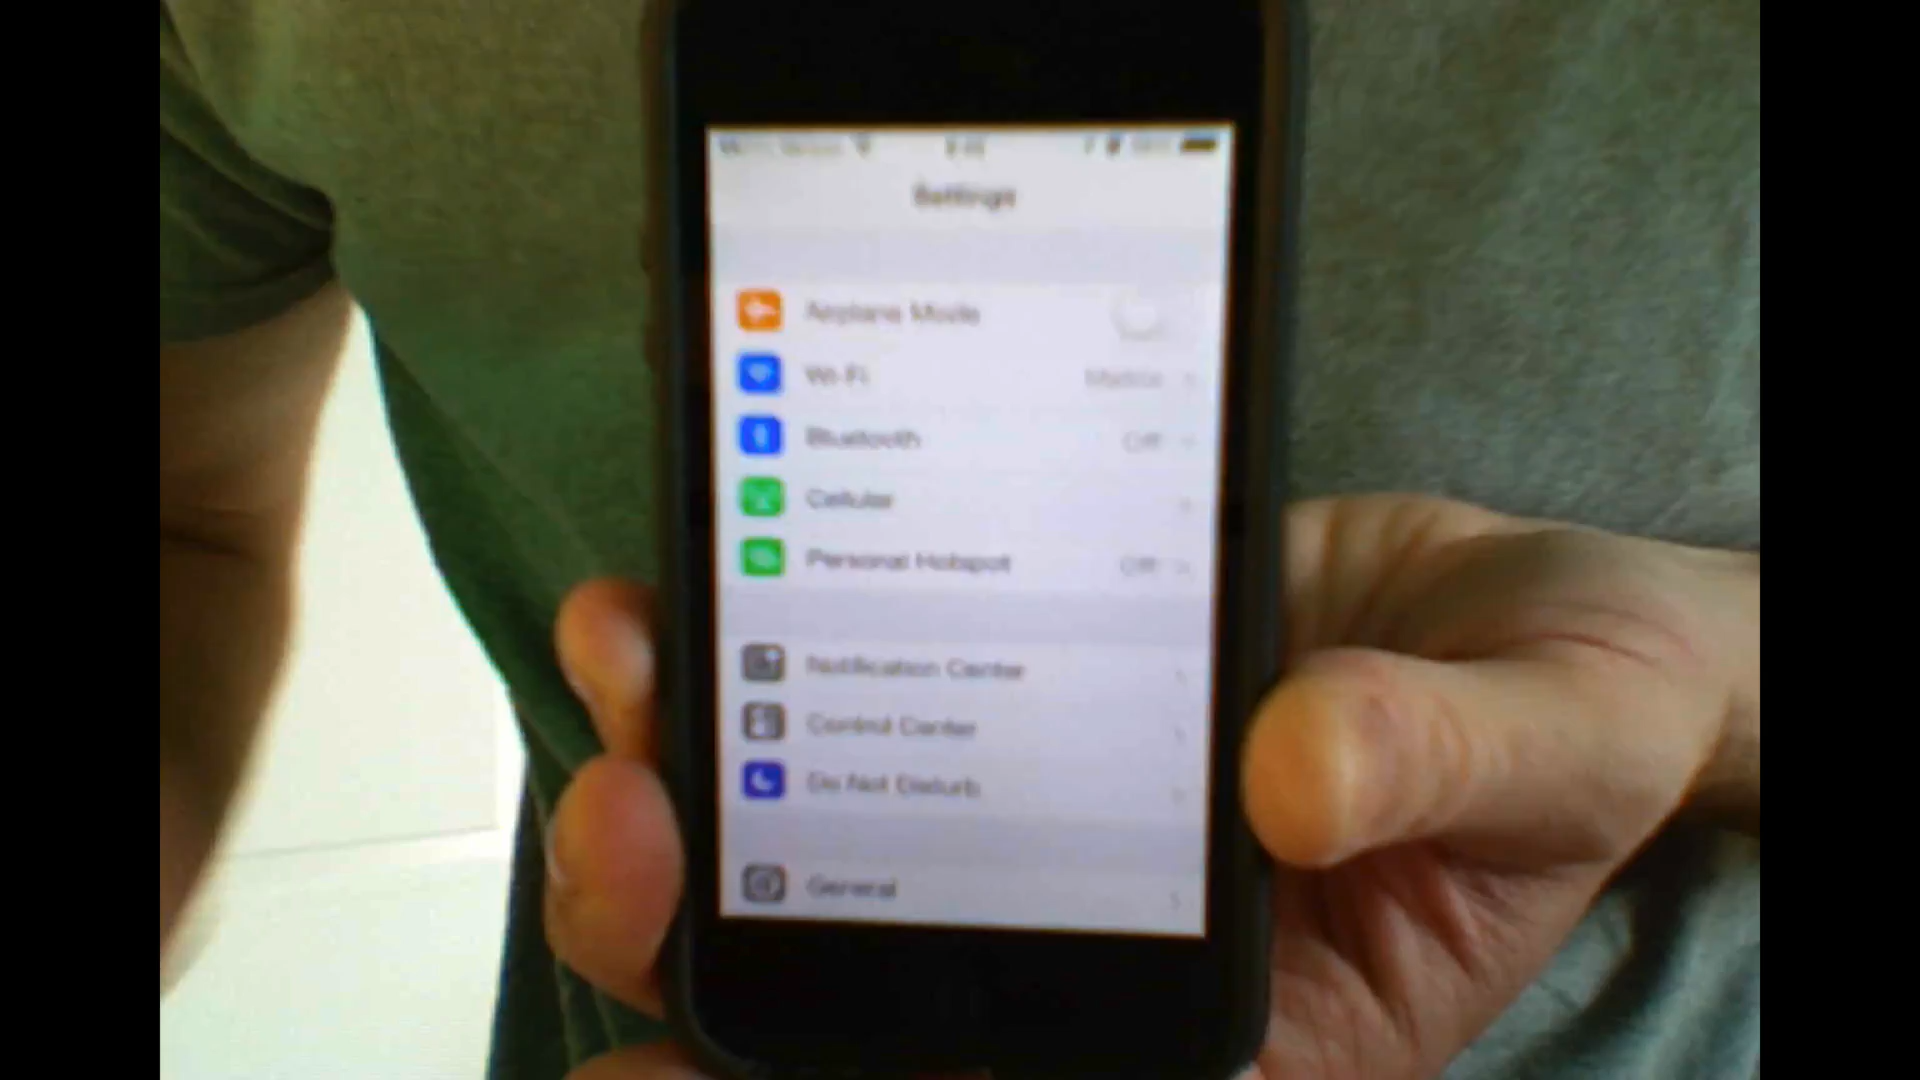 Settings
Airplane Mode
Wi-Fi
Bluetooth Off
Cellular
Personal Hotspot Off
Notification Center
Control Center
Do Not Disturb
General